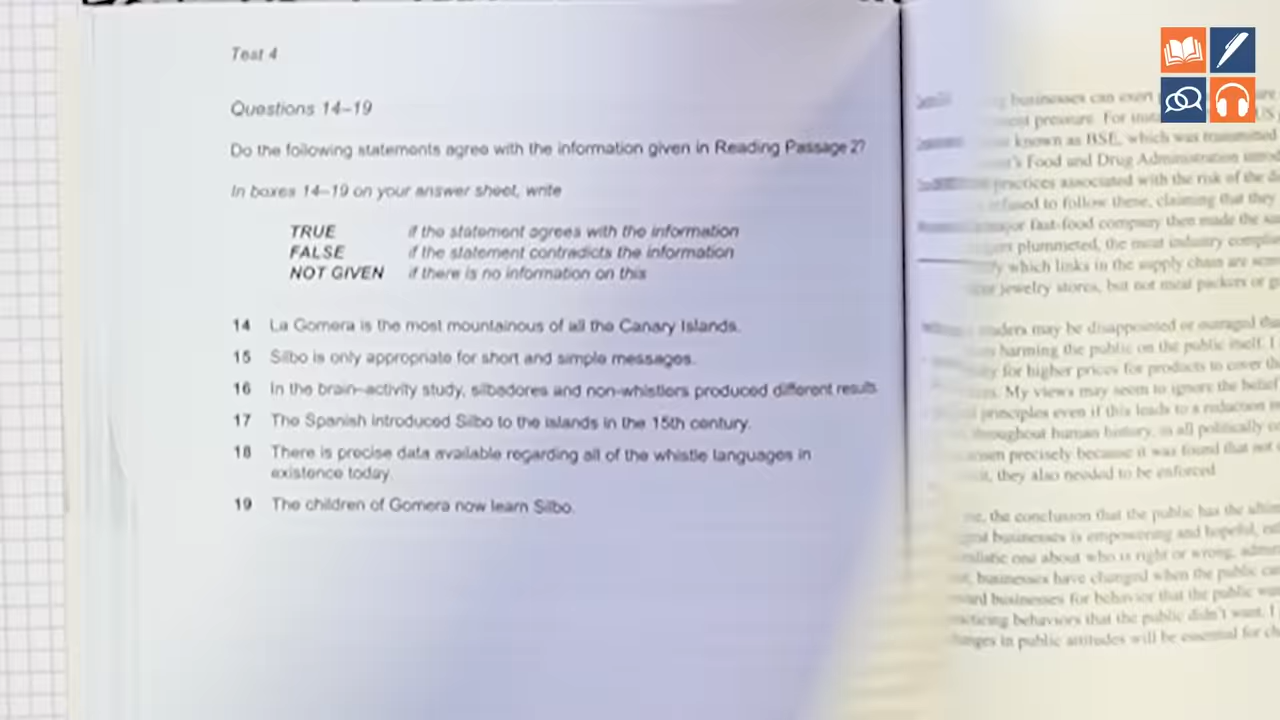 Test 4
Questions 14–19
Do the following statements agree with the information given in Reading Passage 2?
In boxes 14–19 on your answer sheet, write
TRUE if the statement agrees with the information
FALSE if the statement contradicts the information
NOT GIVEN if there is no information on this
14 La Gomera is the most mountainous of all the Canary Islands.
15 Silbo is only appropriate for short and simple messages.
16 In the brain–activity study, silbadores and non-whistlers produced different results.
17 The Spanish introduced Silbo to the islands in the 15th century.
18 There is precise data available regarding all of the whistle languages in
existence today.
19 The children of Gomera now learn Silbo.
businesses can exert
pressure. For
known as BSE, which was transmitted
Food and Drug Administration
practices associated with the risk of the
to follow these, claiming that they
major fast-food company then made the
plummeted, the meat industry
which links in the supply chain are
jewelry stores, but not meat packers or
may be disappointed or outraged
harming the public on the public itself. I
for higher prices for products to cover the
My views may seem to ignore the belief
principles even if this leads to a reduction
throughout human history, in all politically
precisely because it was found that not
it, they also needed to be enforced
the conclusion that the public has the
businesses is empowering and hopeful,
one about who is right or wrong,
businesses have changed when the public
businesses for behavior that the public
behaviors that the public didn't want. I
in public attitudes will be essential for